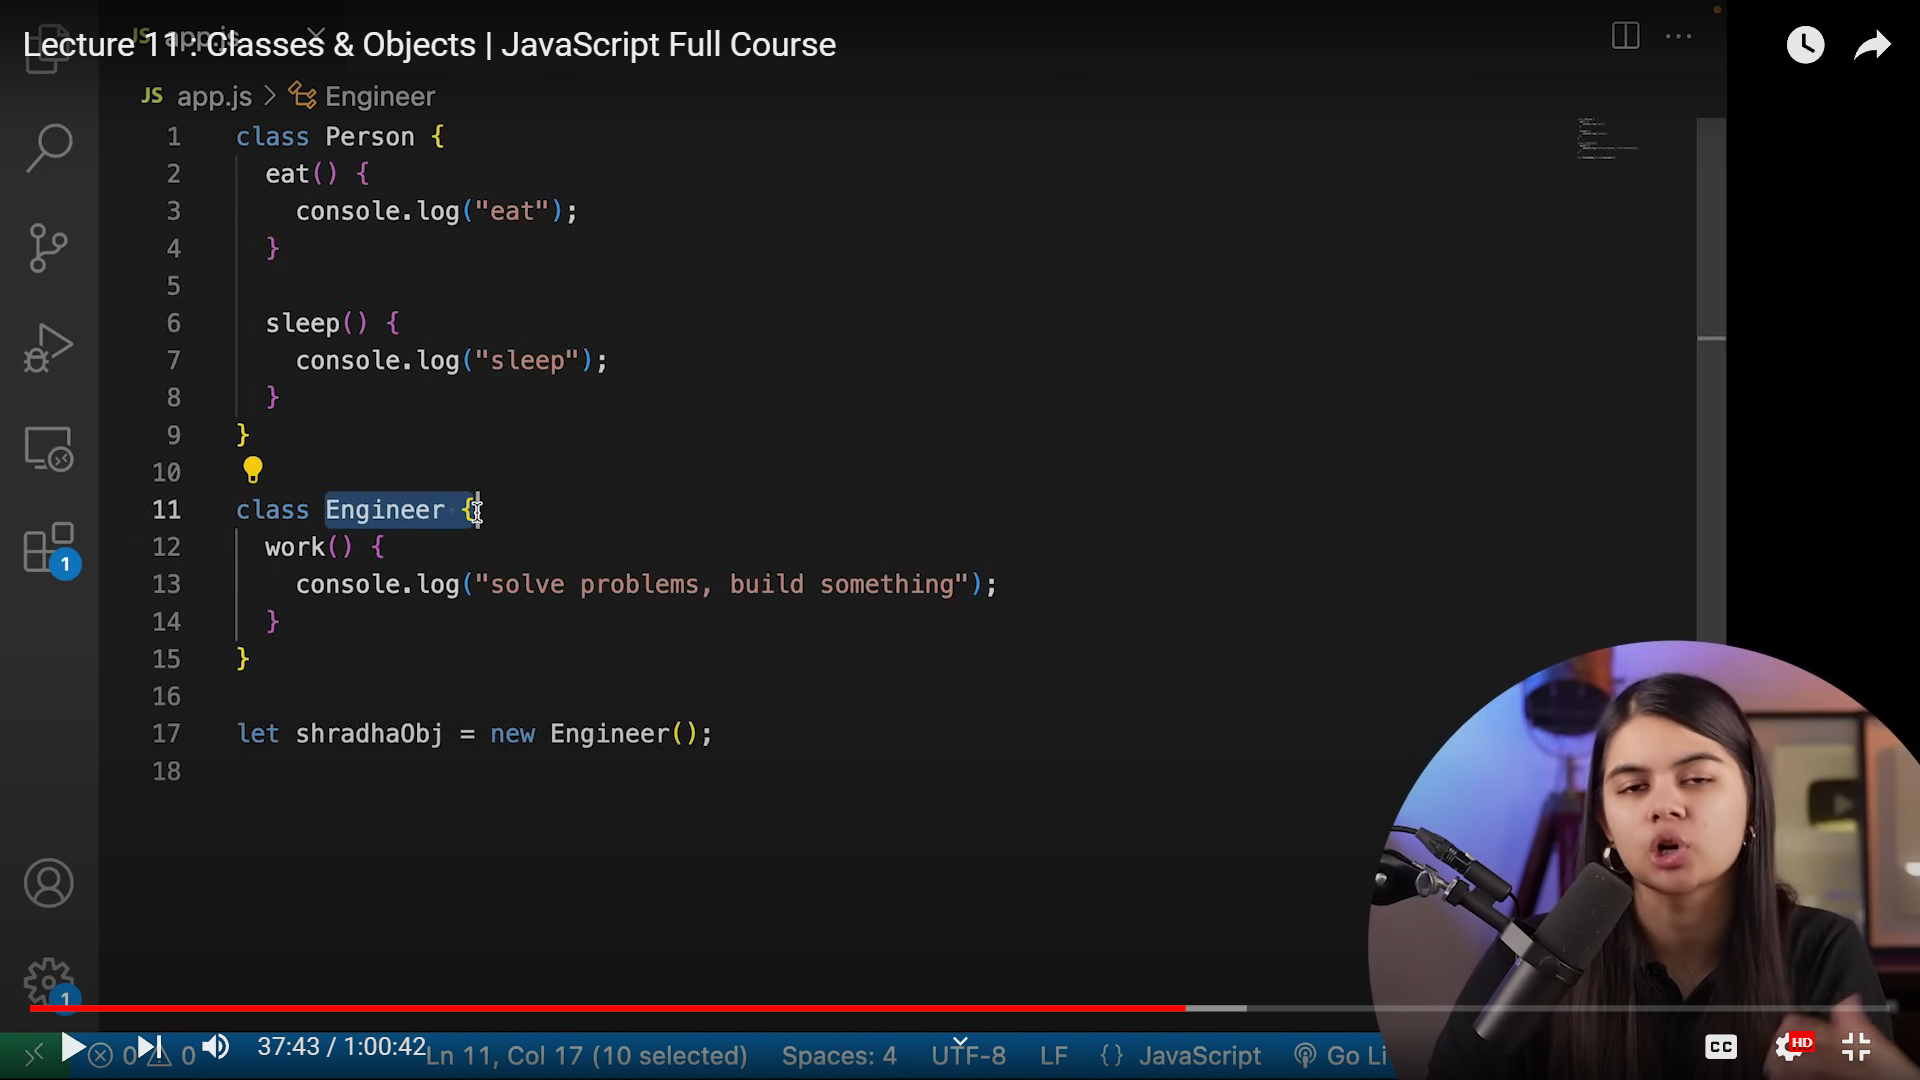 Lecture 11 : Classes & Objects | JavaScript Full Course
JS app.js
JS app.js > Engineer
1 class Person {
2 eat() {
3 console.log("eat");
4 }
5
6 sleep() {
7 console.log("sleep");
8 }
9 }
10
11 class Engineer {
12 work() {
13 console.log("solve problems, build something");
14 }
15 }
16
17 let shradhaObj = new Engineer();
18
1
1
37:43 / 1:00:42
0 0 Ln 11, Col 17 (10 selected) Spaces: 4 UTF-8 LF {} JavaScript Go Li
CC HD